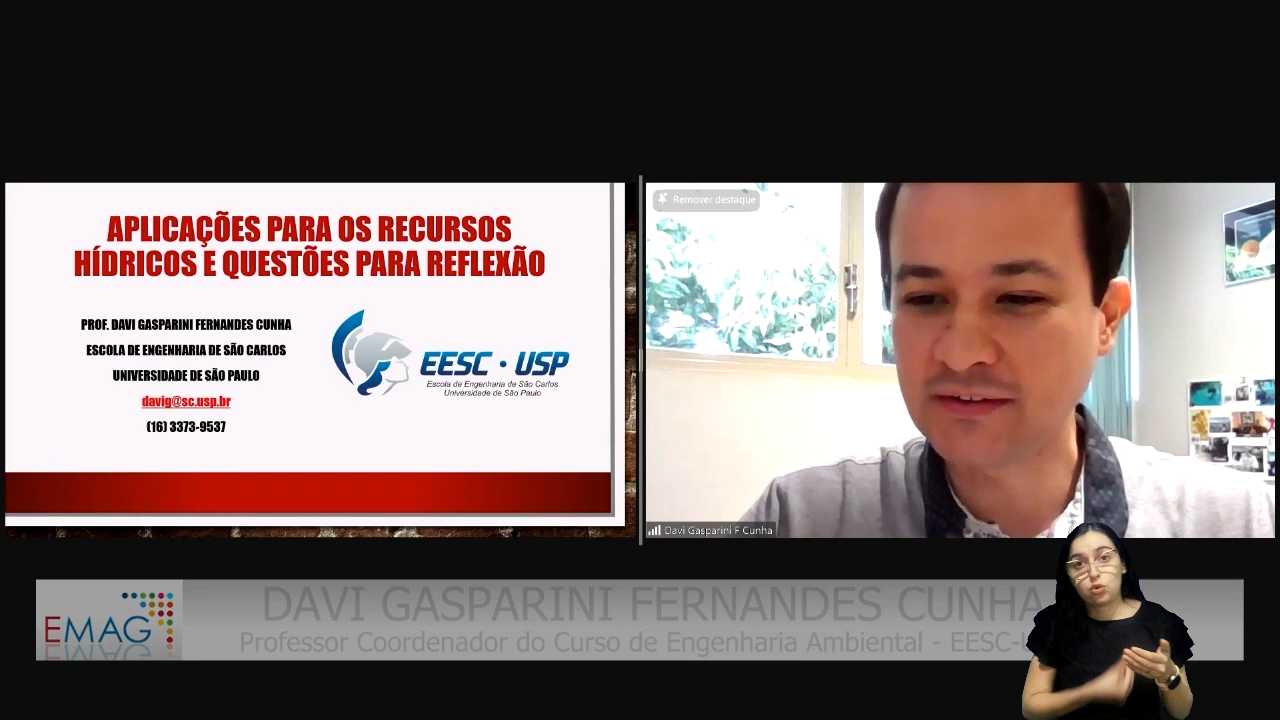 APLICAÇÕES PARA OS RECURSOS
HÍDRICOS E QUESTÕES PARA REFLEXÃO
PROF. DAVI GASPARINI FERNANDES CUNHA
ESCOLA DE ENGENHARIA DE SÃO CARLOS
UNIVERSIDADE DE SÃO PAULO
davig@sc.usp.br
(16) 3373-9537
EESC · USP
Escola de Engenharia de São Carlos
Universidade de São Paulo
Remover destaque
Davi Gasparini F Cunha
EMAG
DAVI GASPARINI FERNANDES CUNHA
Professor Coordenador do Curso de Engenharia Ambiental - EESC-U